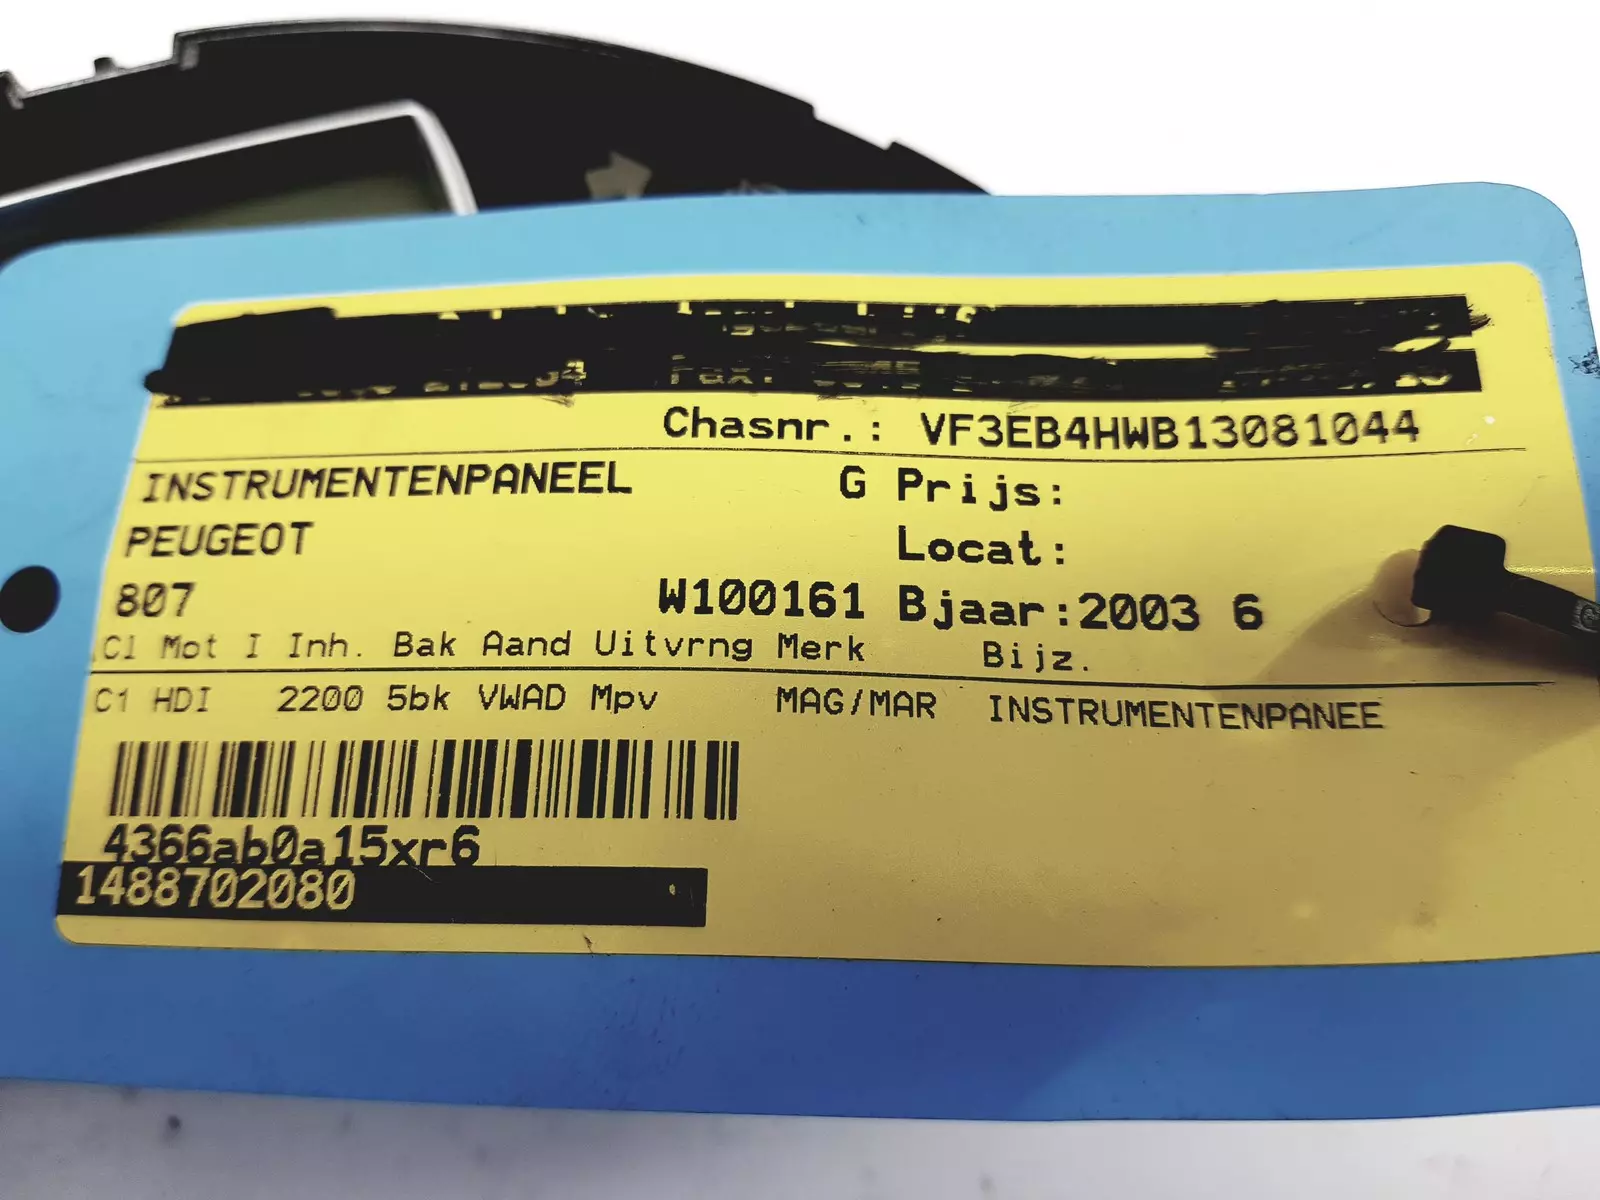 Chasnr.: VF3EB4HWB13081044
INSTRUMENTENPANEEL G Prijs:
PEUGEOT Locat:
807 W100161 Bjaar:2003 6
Cl Mot I Inh. Bak Aand Uitvrng Merk Bijz.
C1 HDI 2200 5bk VWAD Mpv MAG/MAR INSTRUMENTENPANEE
4366ab0a15xr6
1488702080